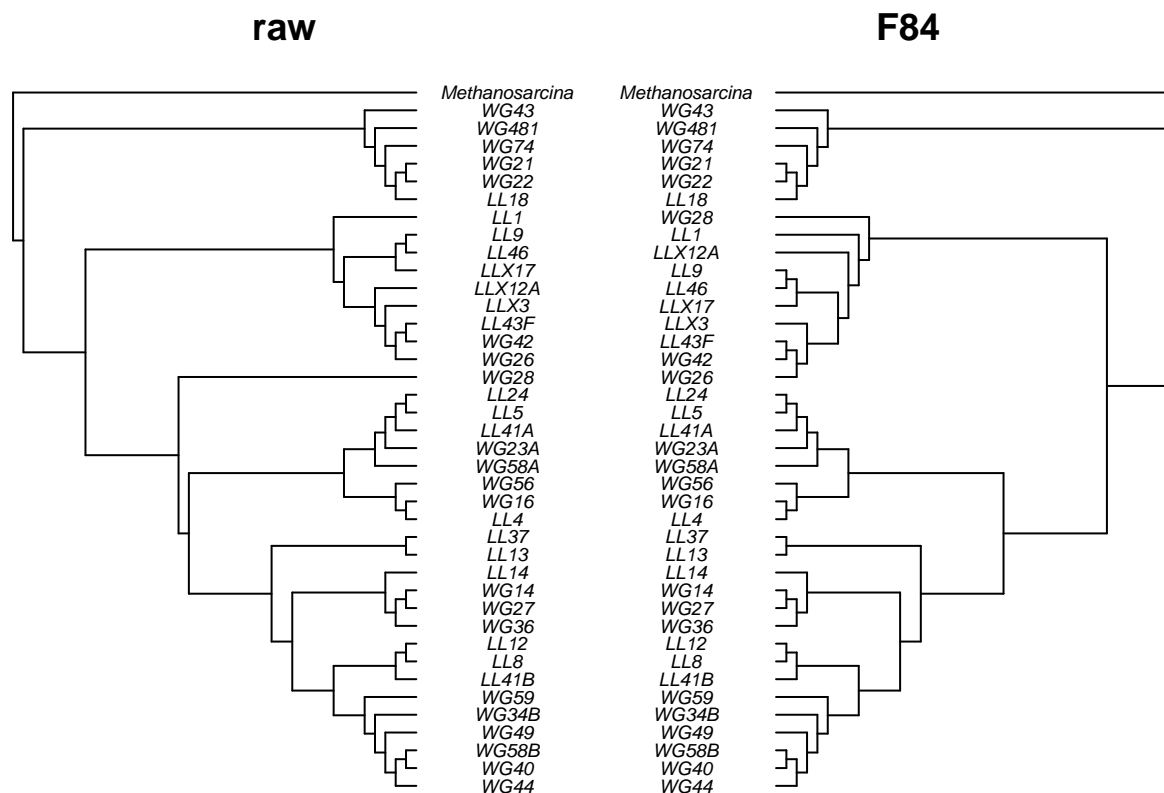 raw F84
Methanosarcina Methanosarcina
WG43 WG43
WG481 WG481
WG74 WG74
WG21 WG21
WG22 WG22
LL18 LL18
LL1 WG28
LL9 LL1
LL46 LLX12A
LLX17 LL9
LLX12A LL46
LLX3 LLX17
LL43F LLX3
WG42 LL43F
WG26 WG42
WG28 WG26
LL24 LL24
LL5 LL5
LL41A LL41A
WG23A WG23A
WG58A WG58A
WG56 WG56
WG16 WG16
LL4 LL4
LL37 LL37
LL13 LL13
LL14 LL14
WG14 WG14
WG27 WG27
WG36 WG36
LL12 LL12
LL8 LL8
LL41B LL41B
WG59 WG59
WG34B WG34B
WG49 WG49
WG58B WG58B
WG40 WG40
WG44 WG44